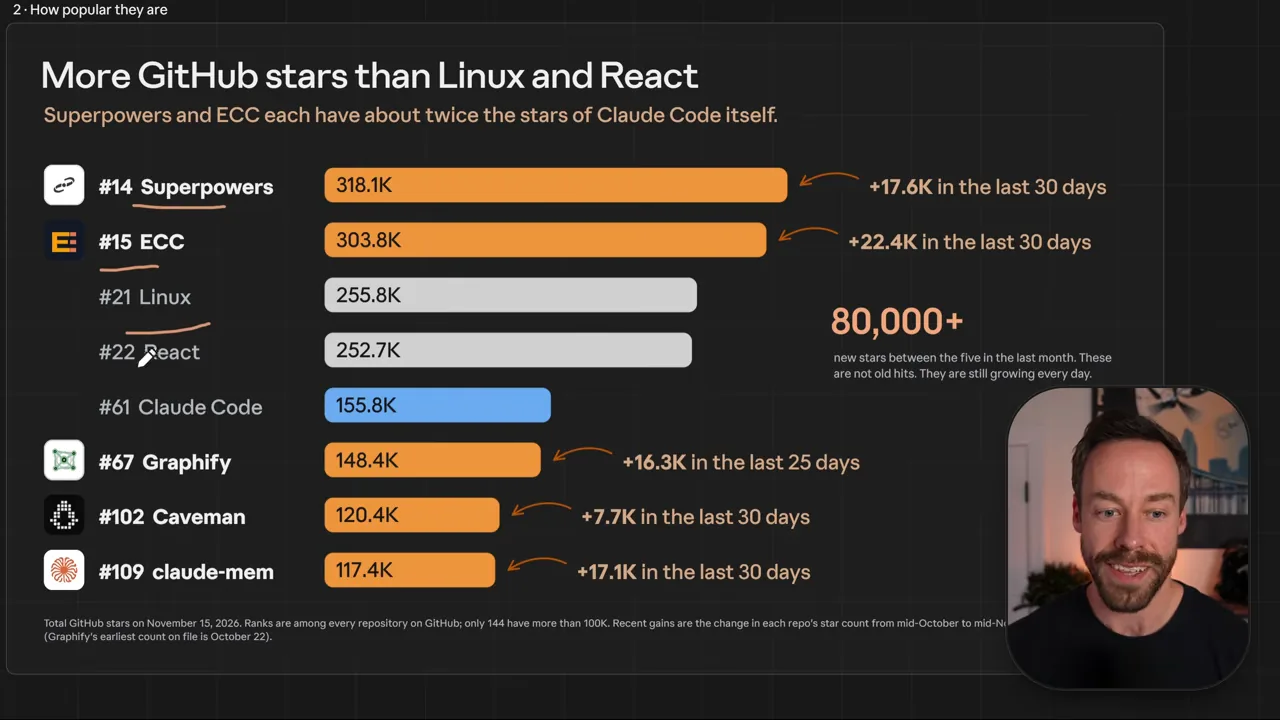 2 · How popular they are
More GitHub stars than Linux and React
Superpowers and ECC each have about twice the stars of Claude Code itself.
#14 Superpowers 318.1K +17.6K in the last 30 days
#15 ECC 303.8K +22.4K in the last 30 days
#21 Linux 255.8K
#22 React 252.7K
80,000+
new stars between the five in the last month. These
are not old hits. They are still growing every day.
#61 Claude Code 155.8K
#67 Graphify 148.4K +16.3K in the last 25 days
#102 Caveman 120.4K +7.7K in the last 30 days
#109 claude-mem 117.4K +17.1K in the last 30 days
Total GitHub stars on November 15, 2026. Ranks are among every repository on GitHub; only 144 have more than 100K. Recent gains are the change in each repo's star count from mid-October to
(Graphify's earliest count on file is October 22).